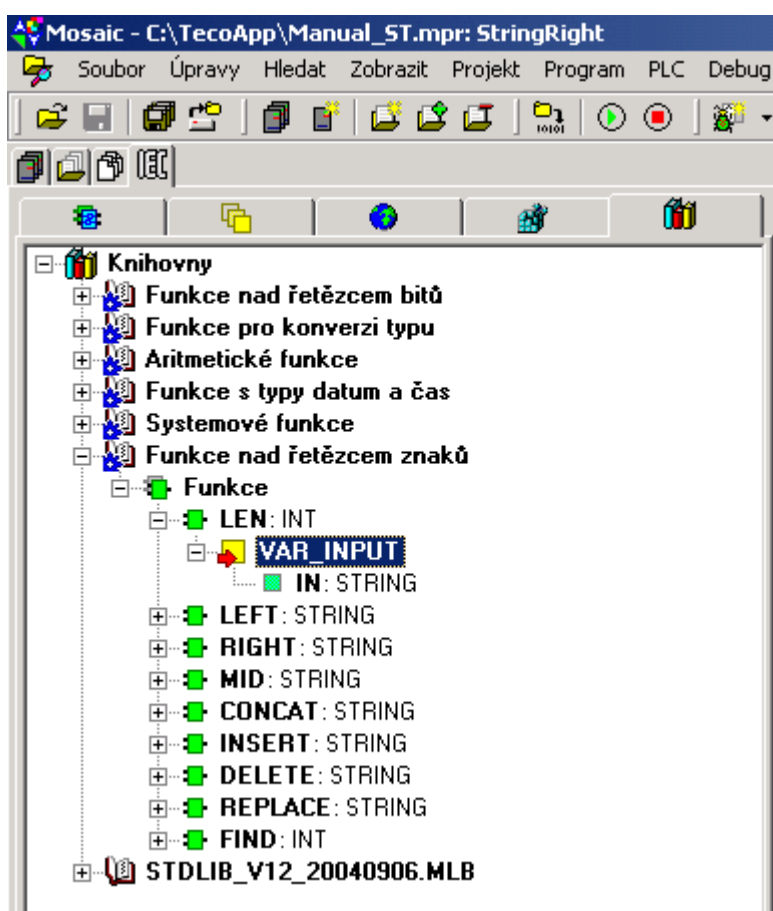 Mosaic - C:\TecoApp\Manual_ST.mpr: StringRight
Soubor Úpravy Hledat Zobrazit Projekt Program PLC Debug
Knihovny
Funkce nad řetězcem bitů
Funkce pro konverzi typu
Aritmetické funkce
Funkce s typy datum a čas
Systemové funkce
Funkce nad řetězcem znaků
Funkce
LEN: INT
VAR_INPUT
IN: STRING
LEFT: STRING
RIGHT: STRING
MID: STRING
CONCAT: STRING
INSERT: STRING
DELETE: STRING
REPLACE: STRING
FIND: INT
STDLIB_V12_20040906.MLB